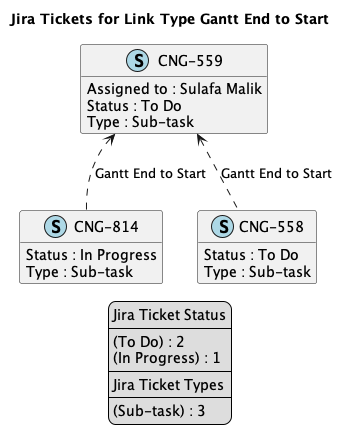 Jira Tickets for Link Type Gantt End to Start
S CNG-559
Assigned to : Sulafa Malik
Status : To Do
Type : Sub-task
Gantt End to Start
Gantt End to Start
S CNG-814
Status : In Progress
Type : Sub-task
S CNG-558
Status : To Do
Type : Sub-task
Jira Ticket Status
(To Do) : 2
(In Progress) : 1
Jira Ticket Types
(Sub-task) : 3